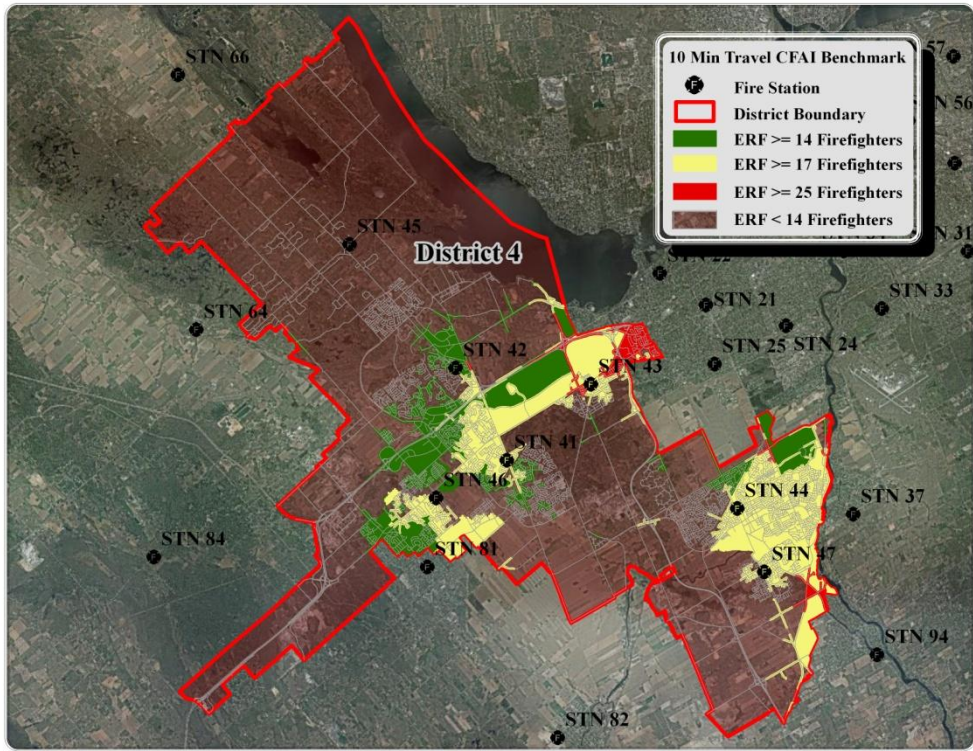 10 Min Travel CFAI Benchmark
Fire Station
District Boundary
ERF >= 14 Firefighters
ERF >= 17 Firefighters
ERF >= 25 Firefighters
ERF < 14 Firefighters
57
STN 66
56
STN 45
District 4
31
STN 22
STN 64
STN 21
STN 33
STN 25
STN 24
STN 42
STN 43
STN 41
STN 46
STN 44
STN 37
STN 84
STN 81
STN 47
STN 94
STN 82